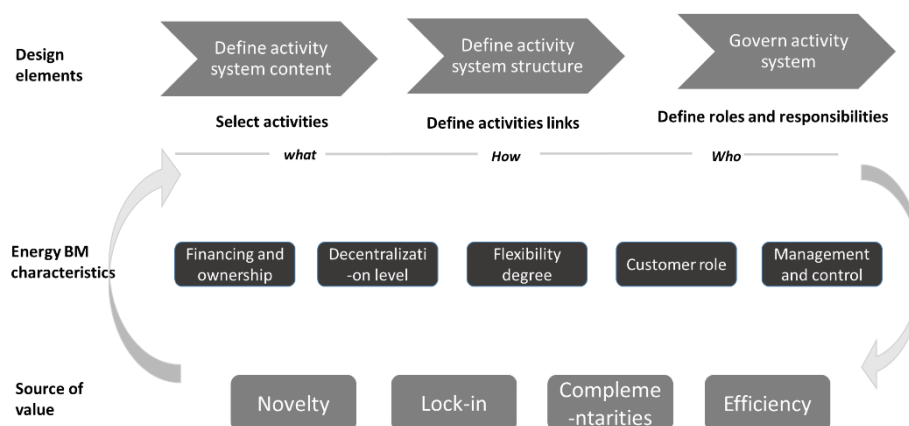 Design
elements
Define activity
system content
Define activity
system structure
Govern activity
system
Select activities
Define activities links
Define roles and responsibilities
what
How
Who
Energy BM
characteristics
Financing and
ownership
Decentralizati
-on level
Flexibility
degree
Customer role
Management
and control
Source of
value
Novelty
Lock-in
Compleme
-ntarities
Efficiency